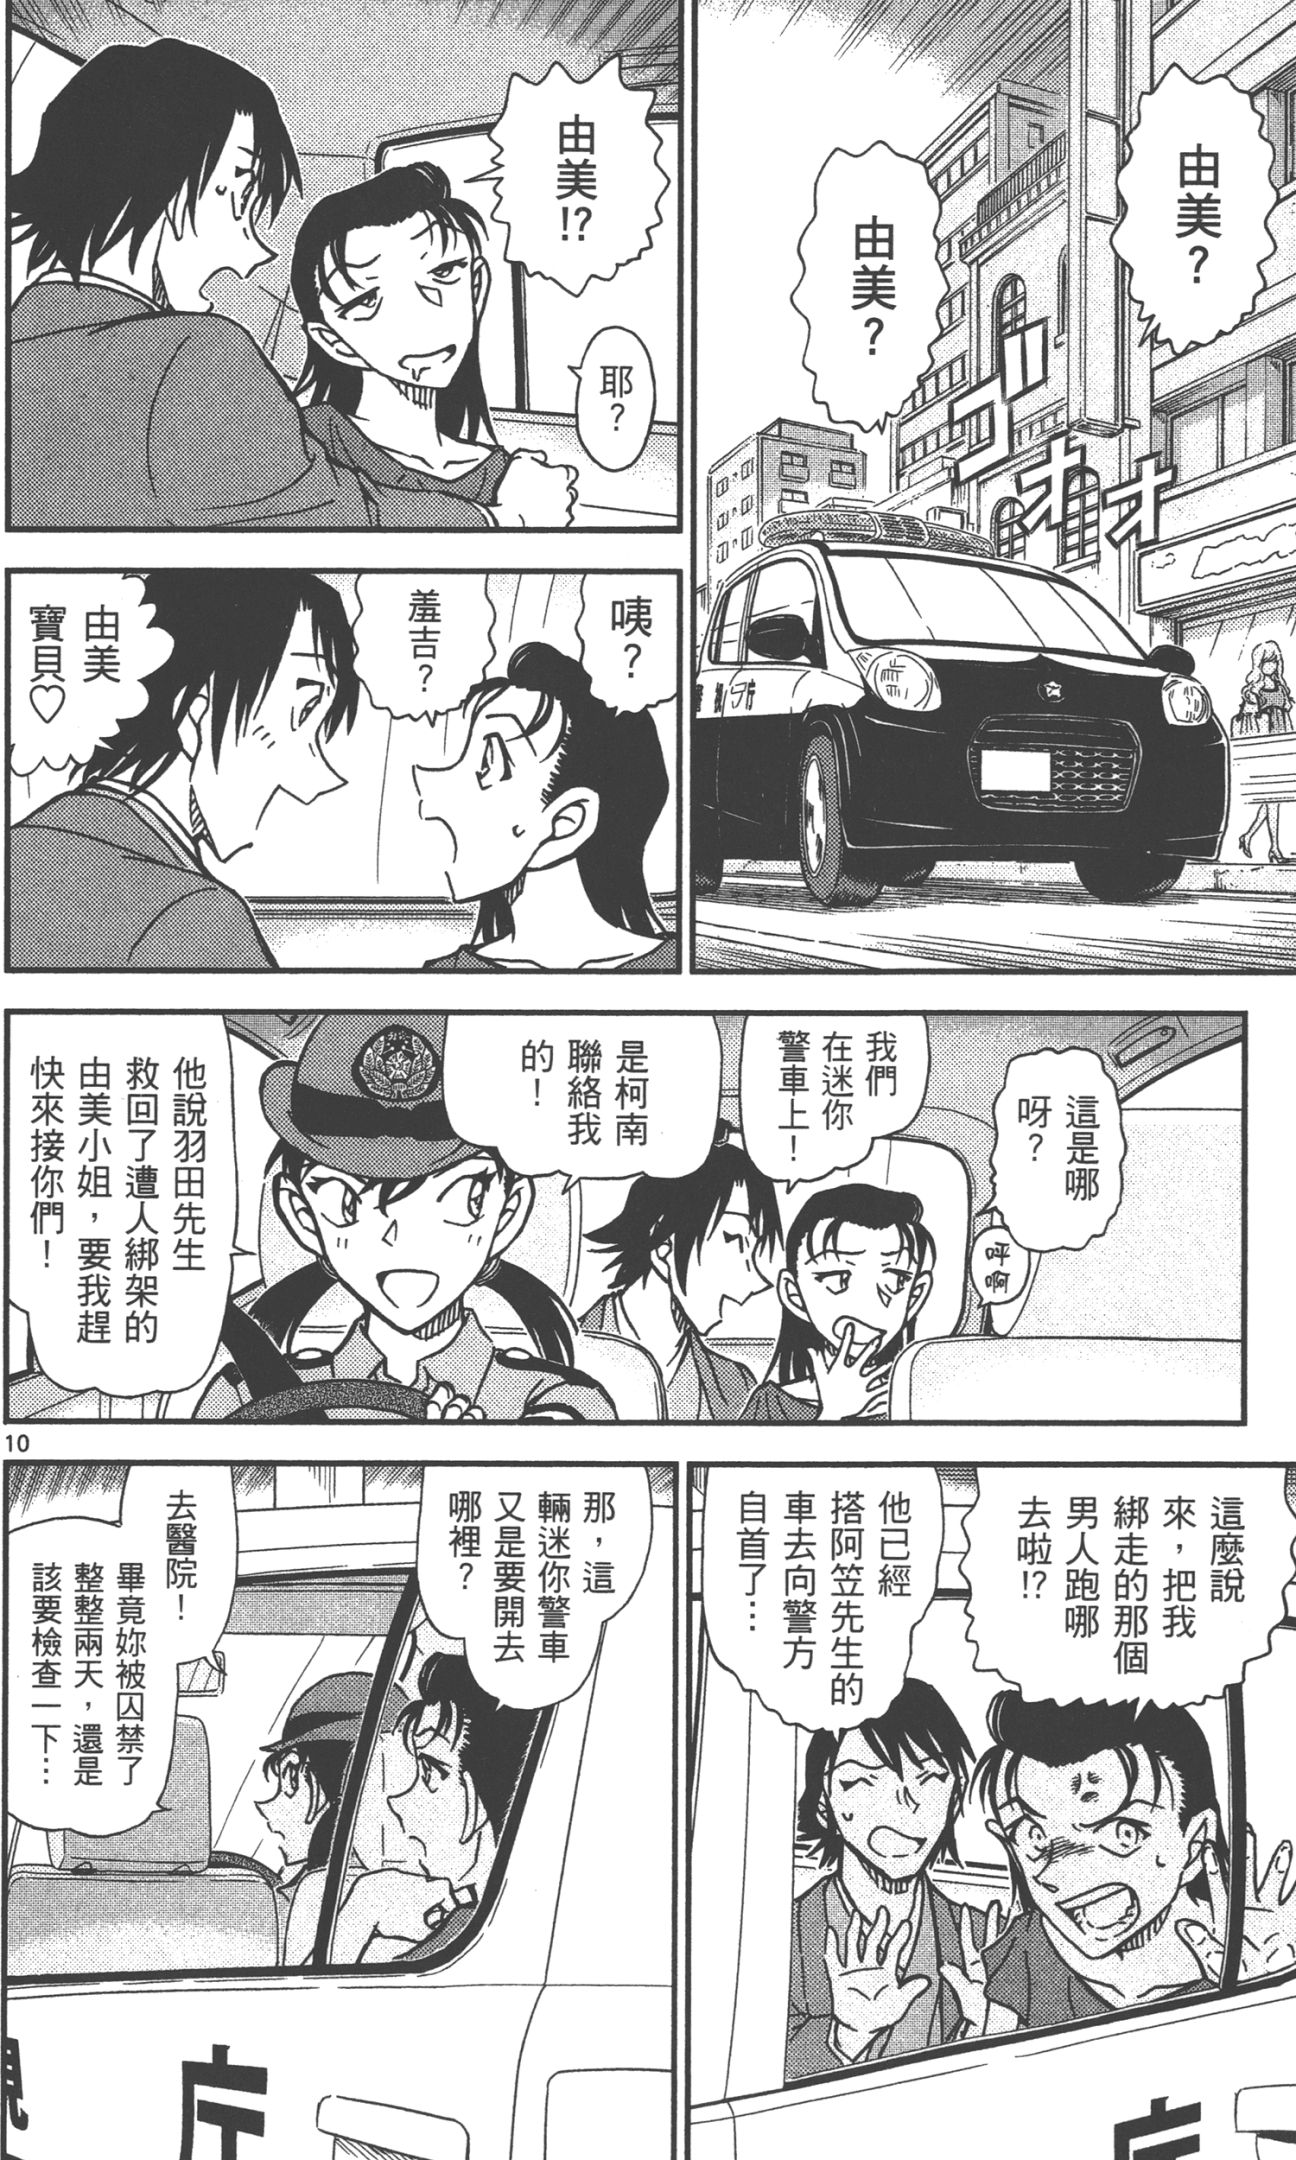 由美？
由美？
ゴオオ
由美!?
耶？
咦？
羞吉？
由美
寶貝♡
這是哪
呀？
呼
啊
我們
在迷你
警車上！
是柯南
聯絡我
的！
他說羽田先生
救回了遭人綁架的
由美小姐，要我趕
快來接你們！
10
這麼說
來，把我
綁走的那個
男人跑哪
去啦!?
他已經
搭阿笠先生的
車去向警方
自首了…
庁
那，這
輛迷你警車
又是要開去
哪裡？
去醫院！
畢竟妳被囚禁了
整整兩天，還是
該要檢查一下…
視
庁